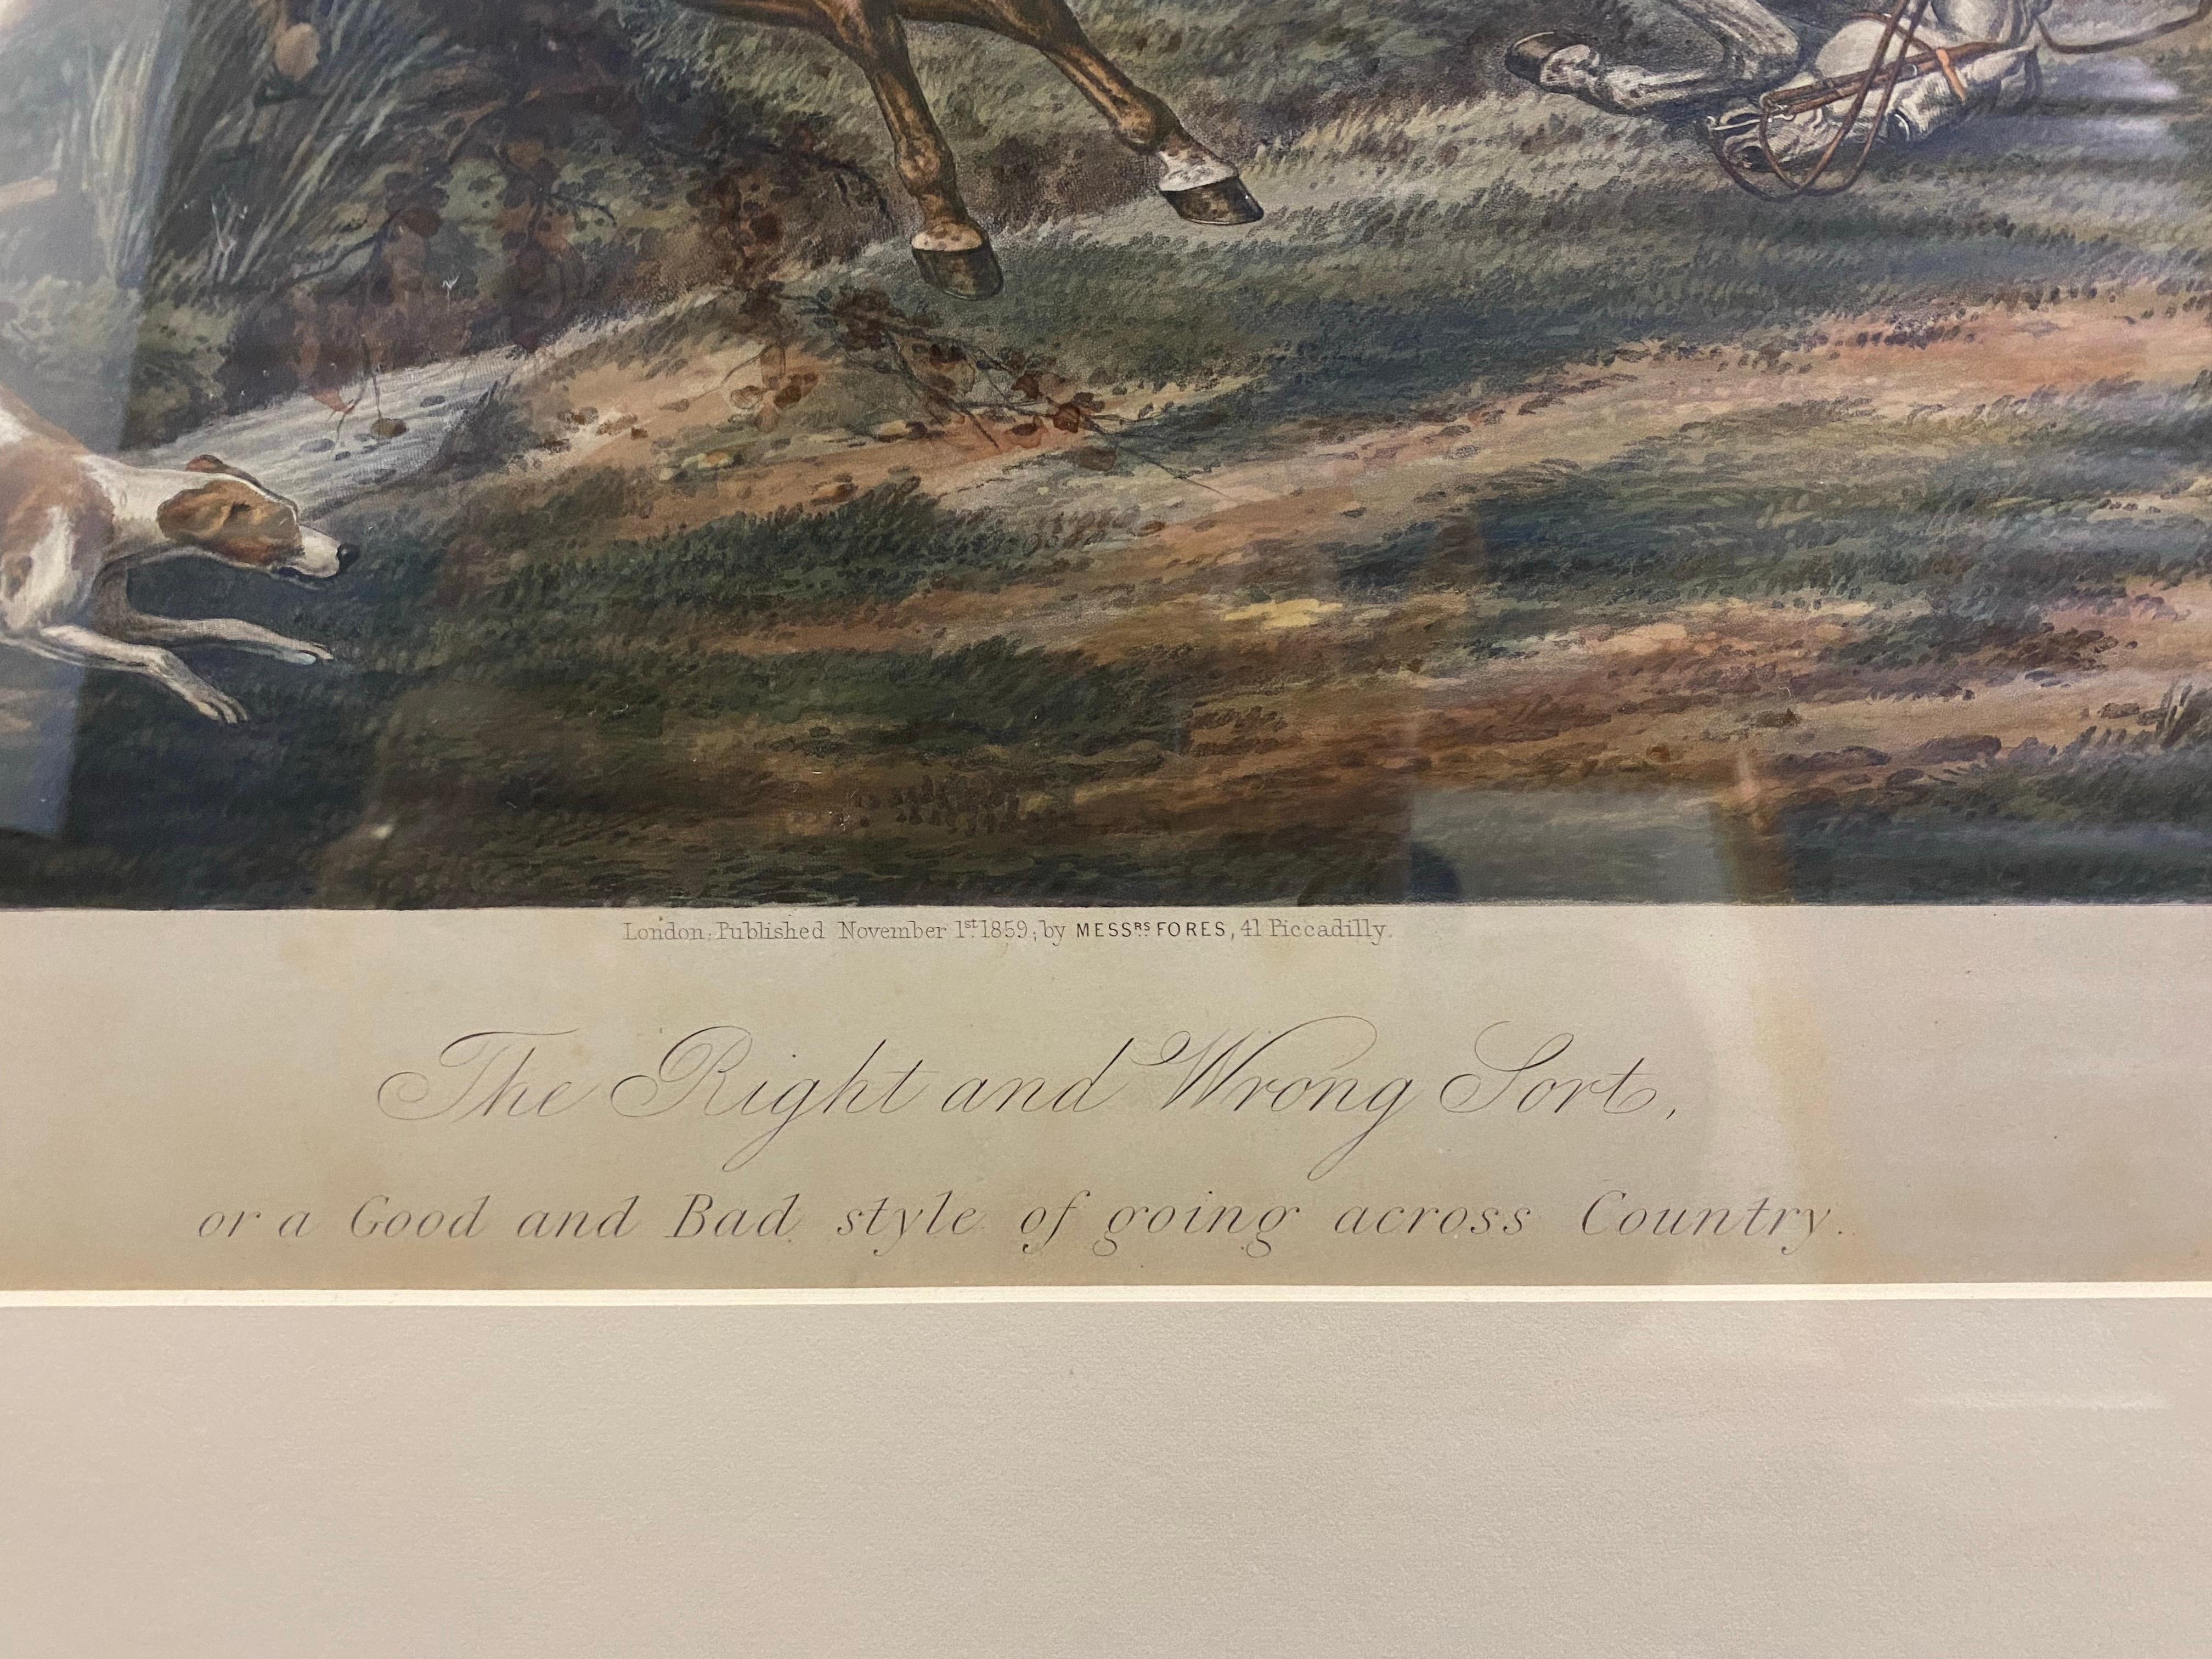 London: Published November 1st 1859, by MESSRS FORES, 41 Piccadilly.
The Right and Wrong Sort,
or a Good and Bad style of going across Country.